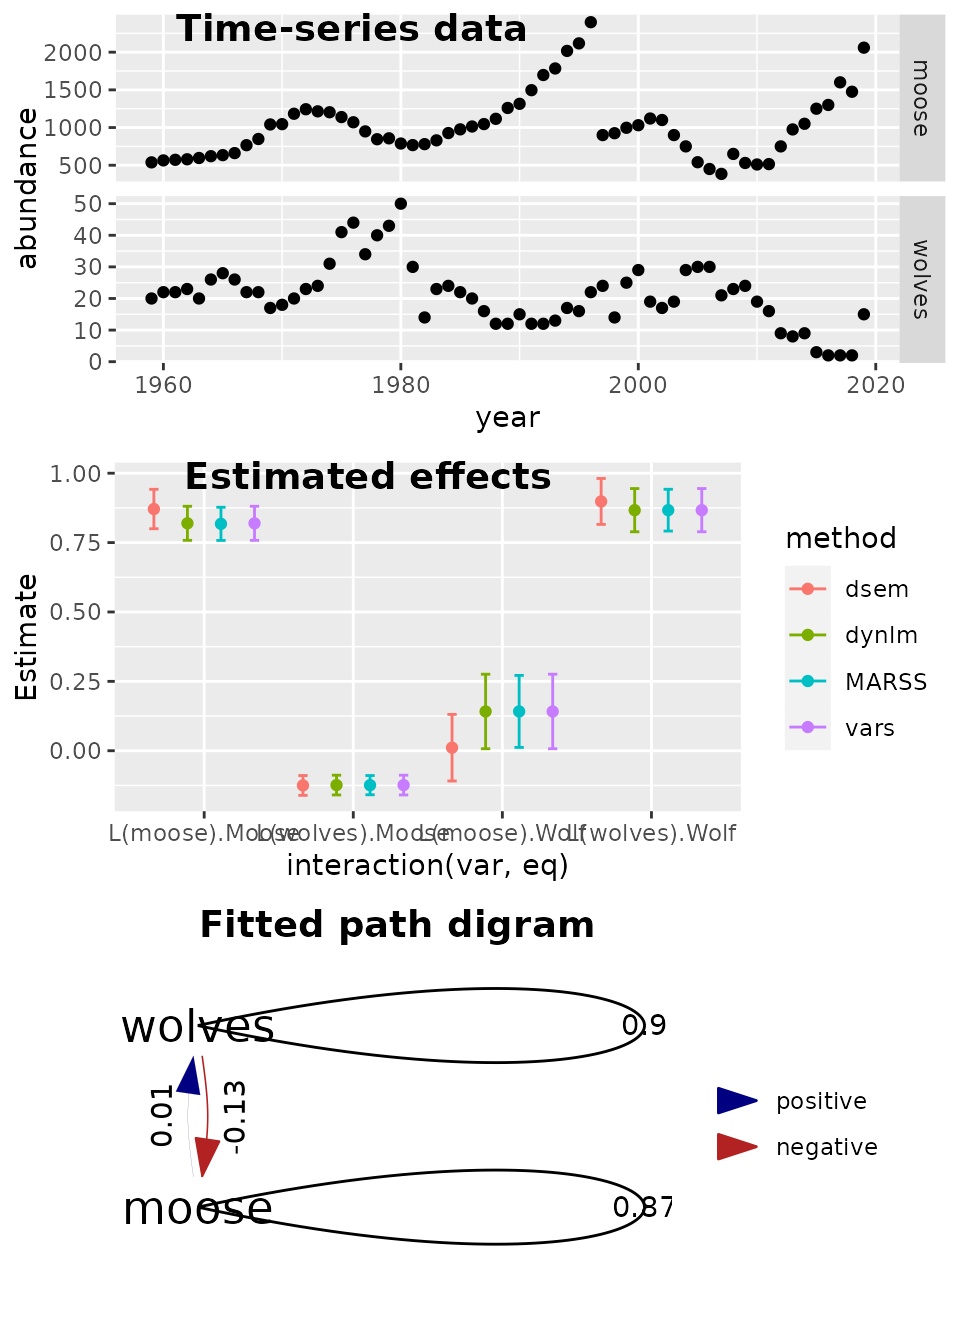 Time-series data
abundance
2000
1500
1000
500
moose
50
40
30
20
10
0
wolves
1960 1980 2000 2020
year
Estimated effects
Estimate
1.00
0.75
0.50
0.25
0.00
L(moose).Moose L(wolves).Moose L(moose).Wolf L(wolves).Wolf
interaction(var, eq)
method
dsem
dynlm
MARSS
vars
Fitted path digram
wolves
0.9
0.01
-0.13
moose
0.87
positive
negative